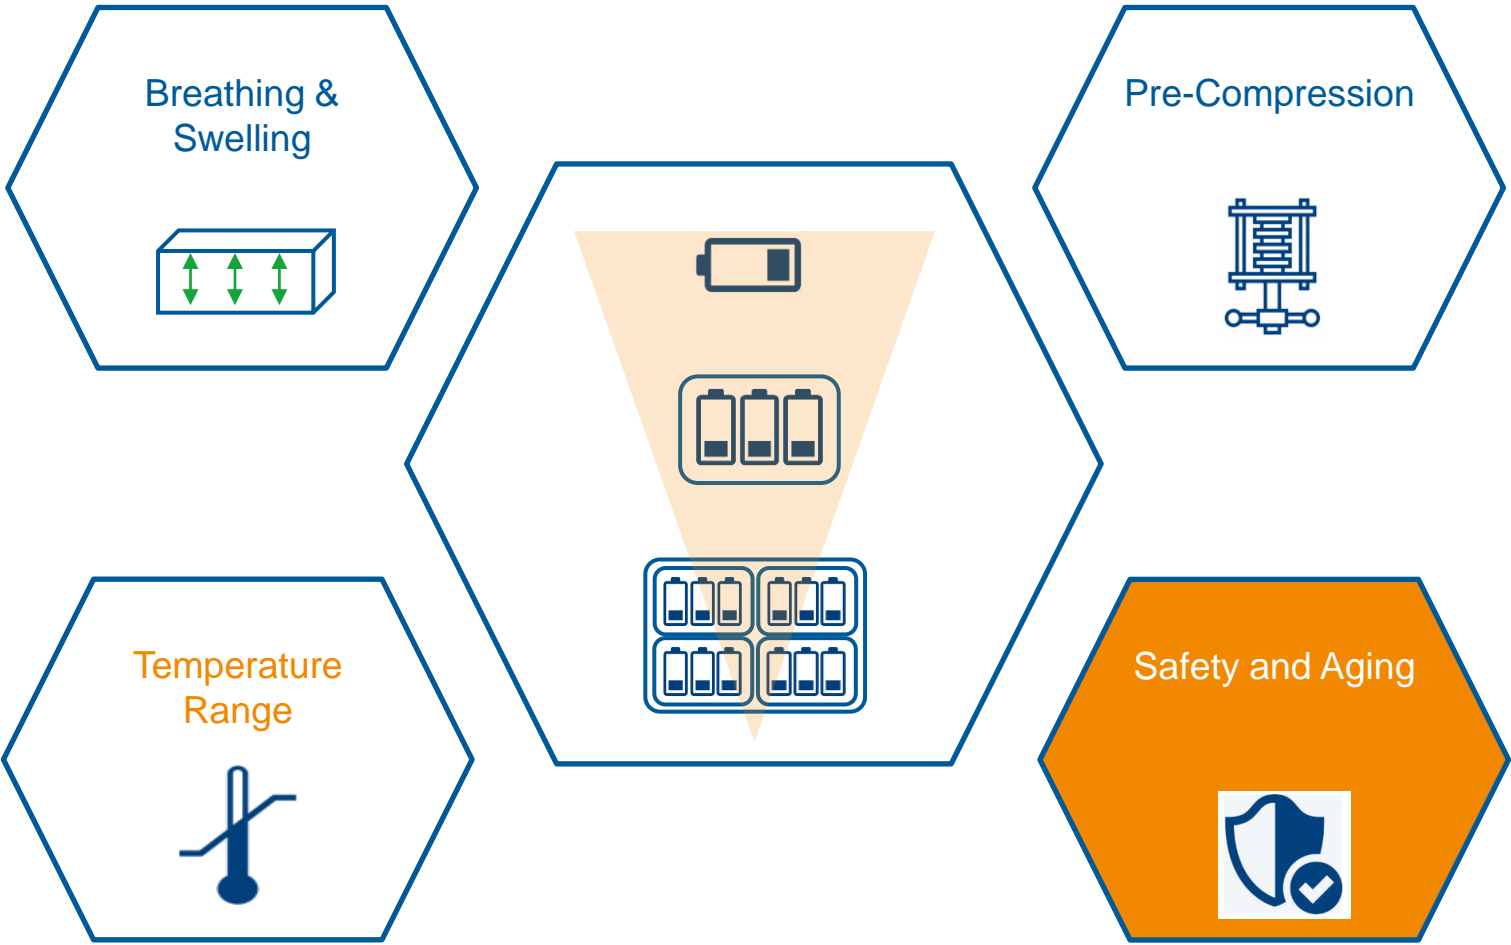 Breathing &
Swelling
Pre-Compression
Temperature
Range
Safety and Aging